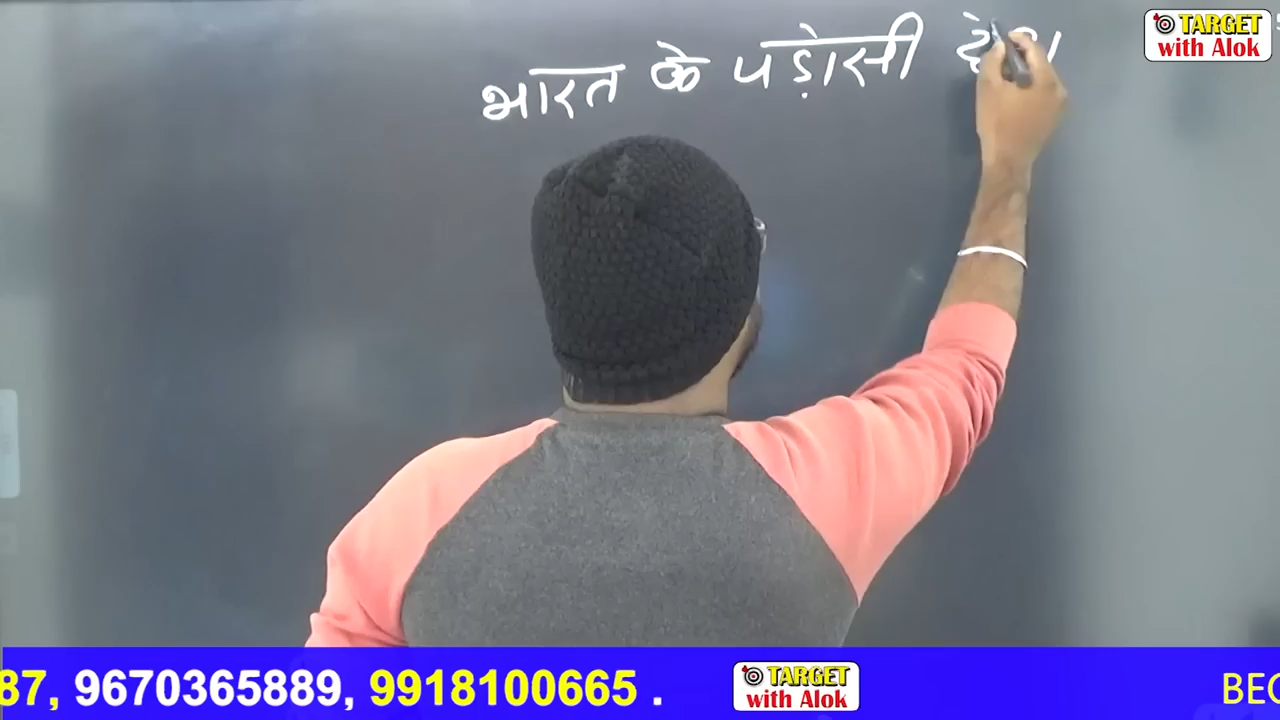 TARGET
with Alok
भारत के पड़ोसी देश
87, 9670365889, 9918100665 .
TARGET
with Alok
BEC